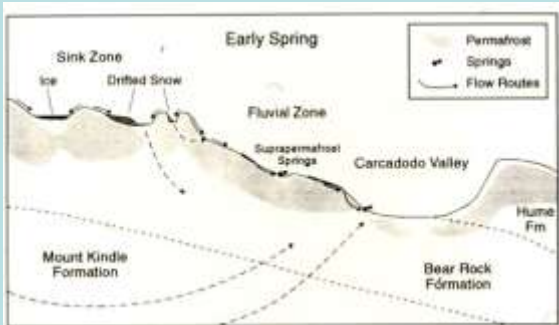 Early Spring
Permafrost
Springs
Flow Routes
Sink Zone
Ice
Drifted Snow
Fluvial Zone
Suprapermafrost
Springs
Carcadodo Valley
Hume
Fm.
Mount Kindle
Formation
Bear Rock
Formation